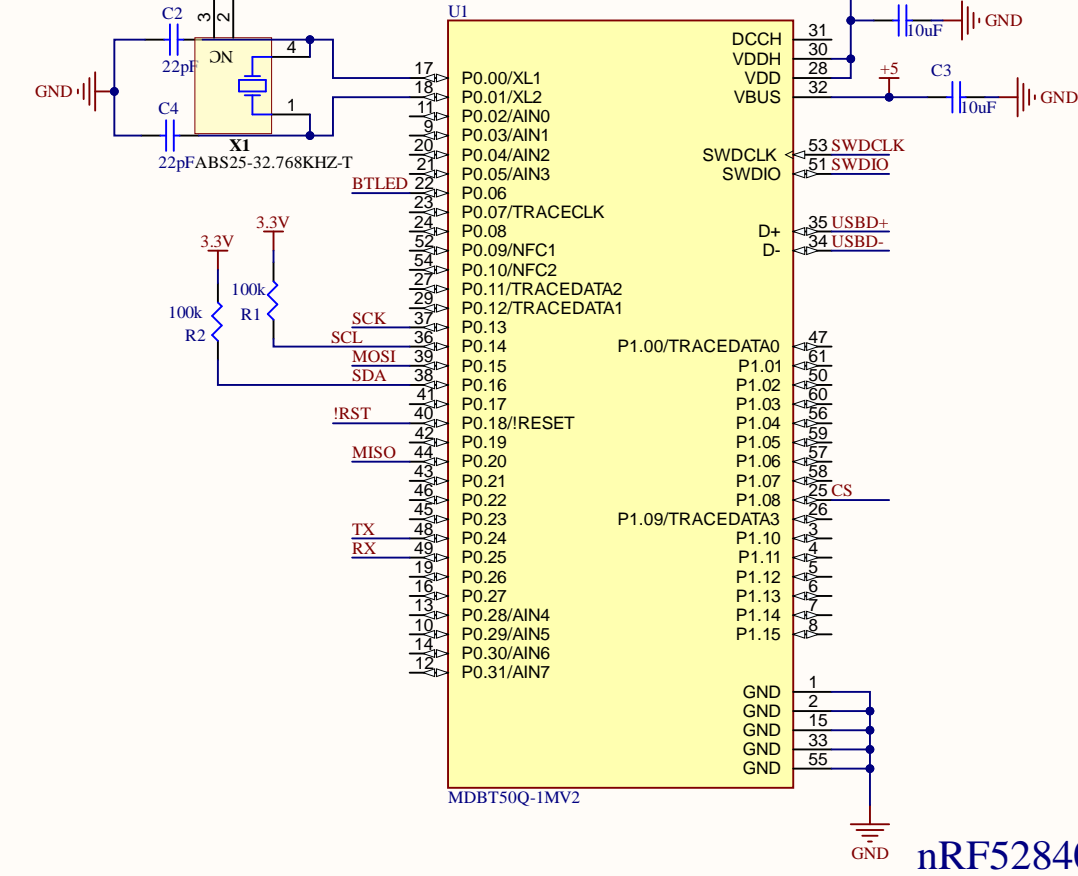 U1
C2
3
2
NC
4
22pF
GND
1
C4
X1
22pF
ABS25-32.768KHZ-T
10uF
GND
+5
C3
10uF
GND
17 P0.00/XL1
18 P0.01/XL2
11 P0.02/AIN0
9 P0.03/AIN1
20 P0.04/AIN2
21 P0.05/AIN3
BTLED 22 P0.06
23 P0.07/TRACECLK
24 P0.08
52 P0.09/NFC1
54 P0.10/NFC2
27 P0.11/TRACEDATA2
29 P0.12/TRACEDATA1
SCK 37 P0.13
SCL 36 P0.14
MOSI 39 P0.15
SDA 38 P0.16
41 P0.17
!RST 40 P0.18/!RESET
42 P0.19
MISO 44 P0.20
43 P0.21
46 P0.22
45 P0.23
TX 48 P0.24
RX 49 P0.25
19 P0.26
16 P0.27
13 P0.28/AIN4
10 P0.29/AIN5
14 P0.30/AIN6
12 P0.31/AIN7
3.3V
3.3V
100k
R1
100k
R2
DCCH 31
VDDH 30
VDD 28
VBUS 32
SWDCLK 53 SWDCLK
SWDIO 51 SWDIO
D+ 35 USBD+
D- 34 USBD-
P1.00/TRACEDATA0 47
P1.01 61
P1.02 50
P1.03 60
P1.04 56
P1.05 59
P1.06 57
P1.07 58
P1.08 25 CS
P1.09/TRACEDATA3 26
P1.10 3
P1.11 4
P1.12 5
P1.13 6
P1.14 7
P1.15 8
GND 1
GND 2
GND 15
GND 33
GND 55
MDBT50Q-1MV2
GND
nRF52840